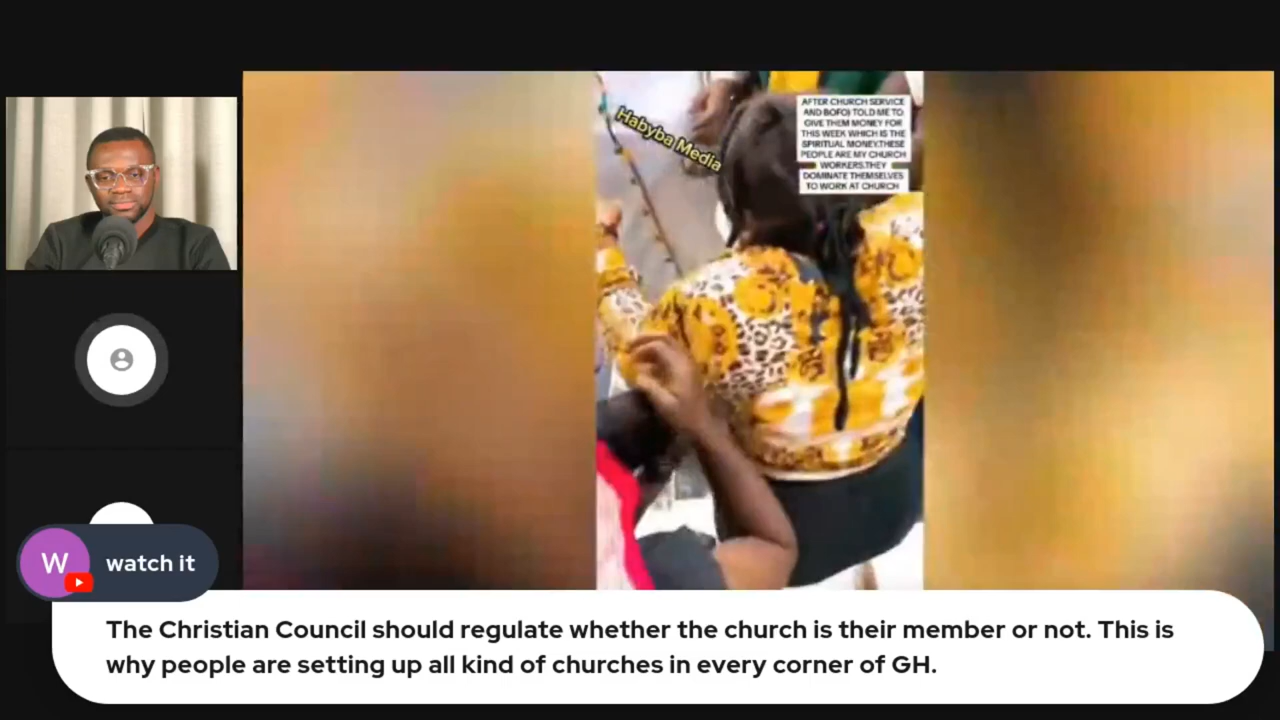 Habyba Media
AFTER CHURCH SERVICE
AND BOFOJ TOLD ME TO
GIVE THEM MONEY FOR
THIS WEEK WHICH IS THE
SPIRITUAL MONEY.THESE
PEOPLE ARE MY CHURCH
WORKERS.THEY
DOMINATE THEMSELVES
TO WORK AT CHURCH
W
watch it
The Christian Council should regulate whether the church is their member or not. This is
why people are setting up all kind of churches in every corner of GH.